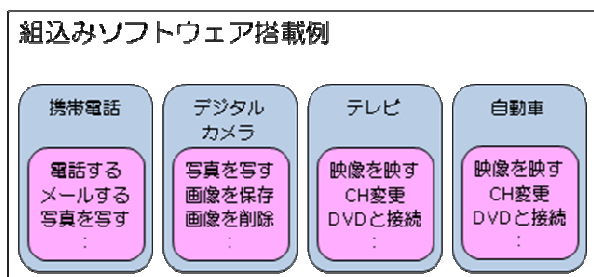 組込みソフトウェア搭載例
携帯電話
電話する
メールする
写真を写す
:
デジタル
カメラ
写真を写す
画像を保存
画像を削除
:
テレビ
映像を映す
CH変更
DVDと接続
:
自動車
映像を映す
CH変更
DVDと接続
: